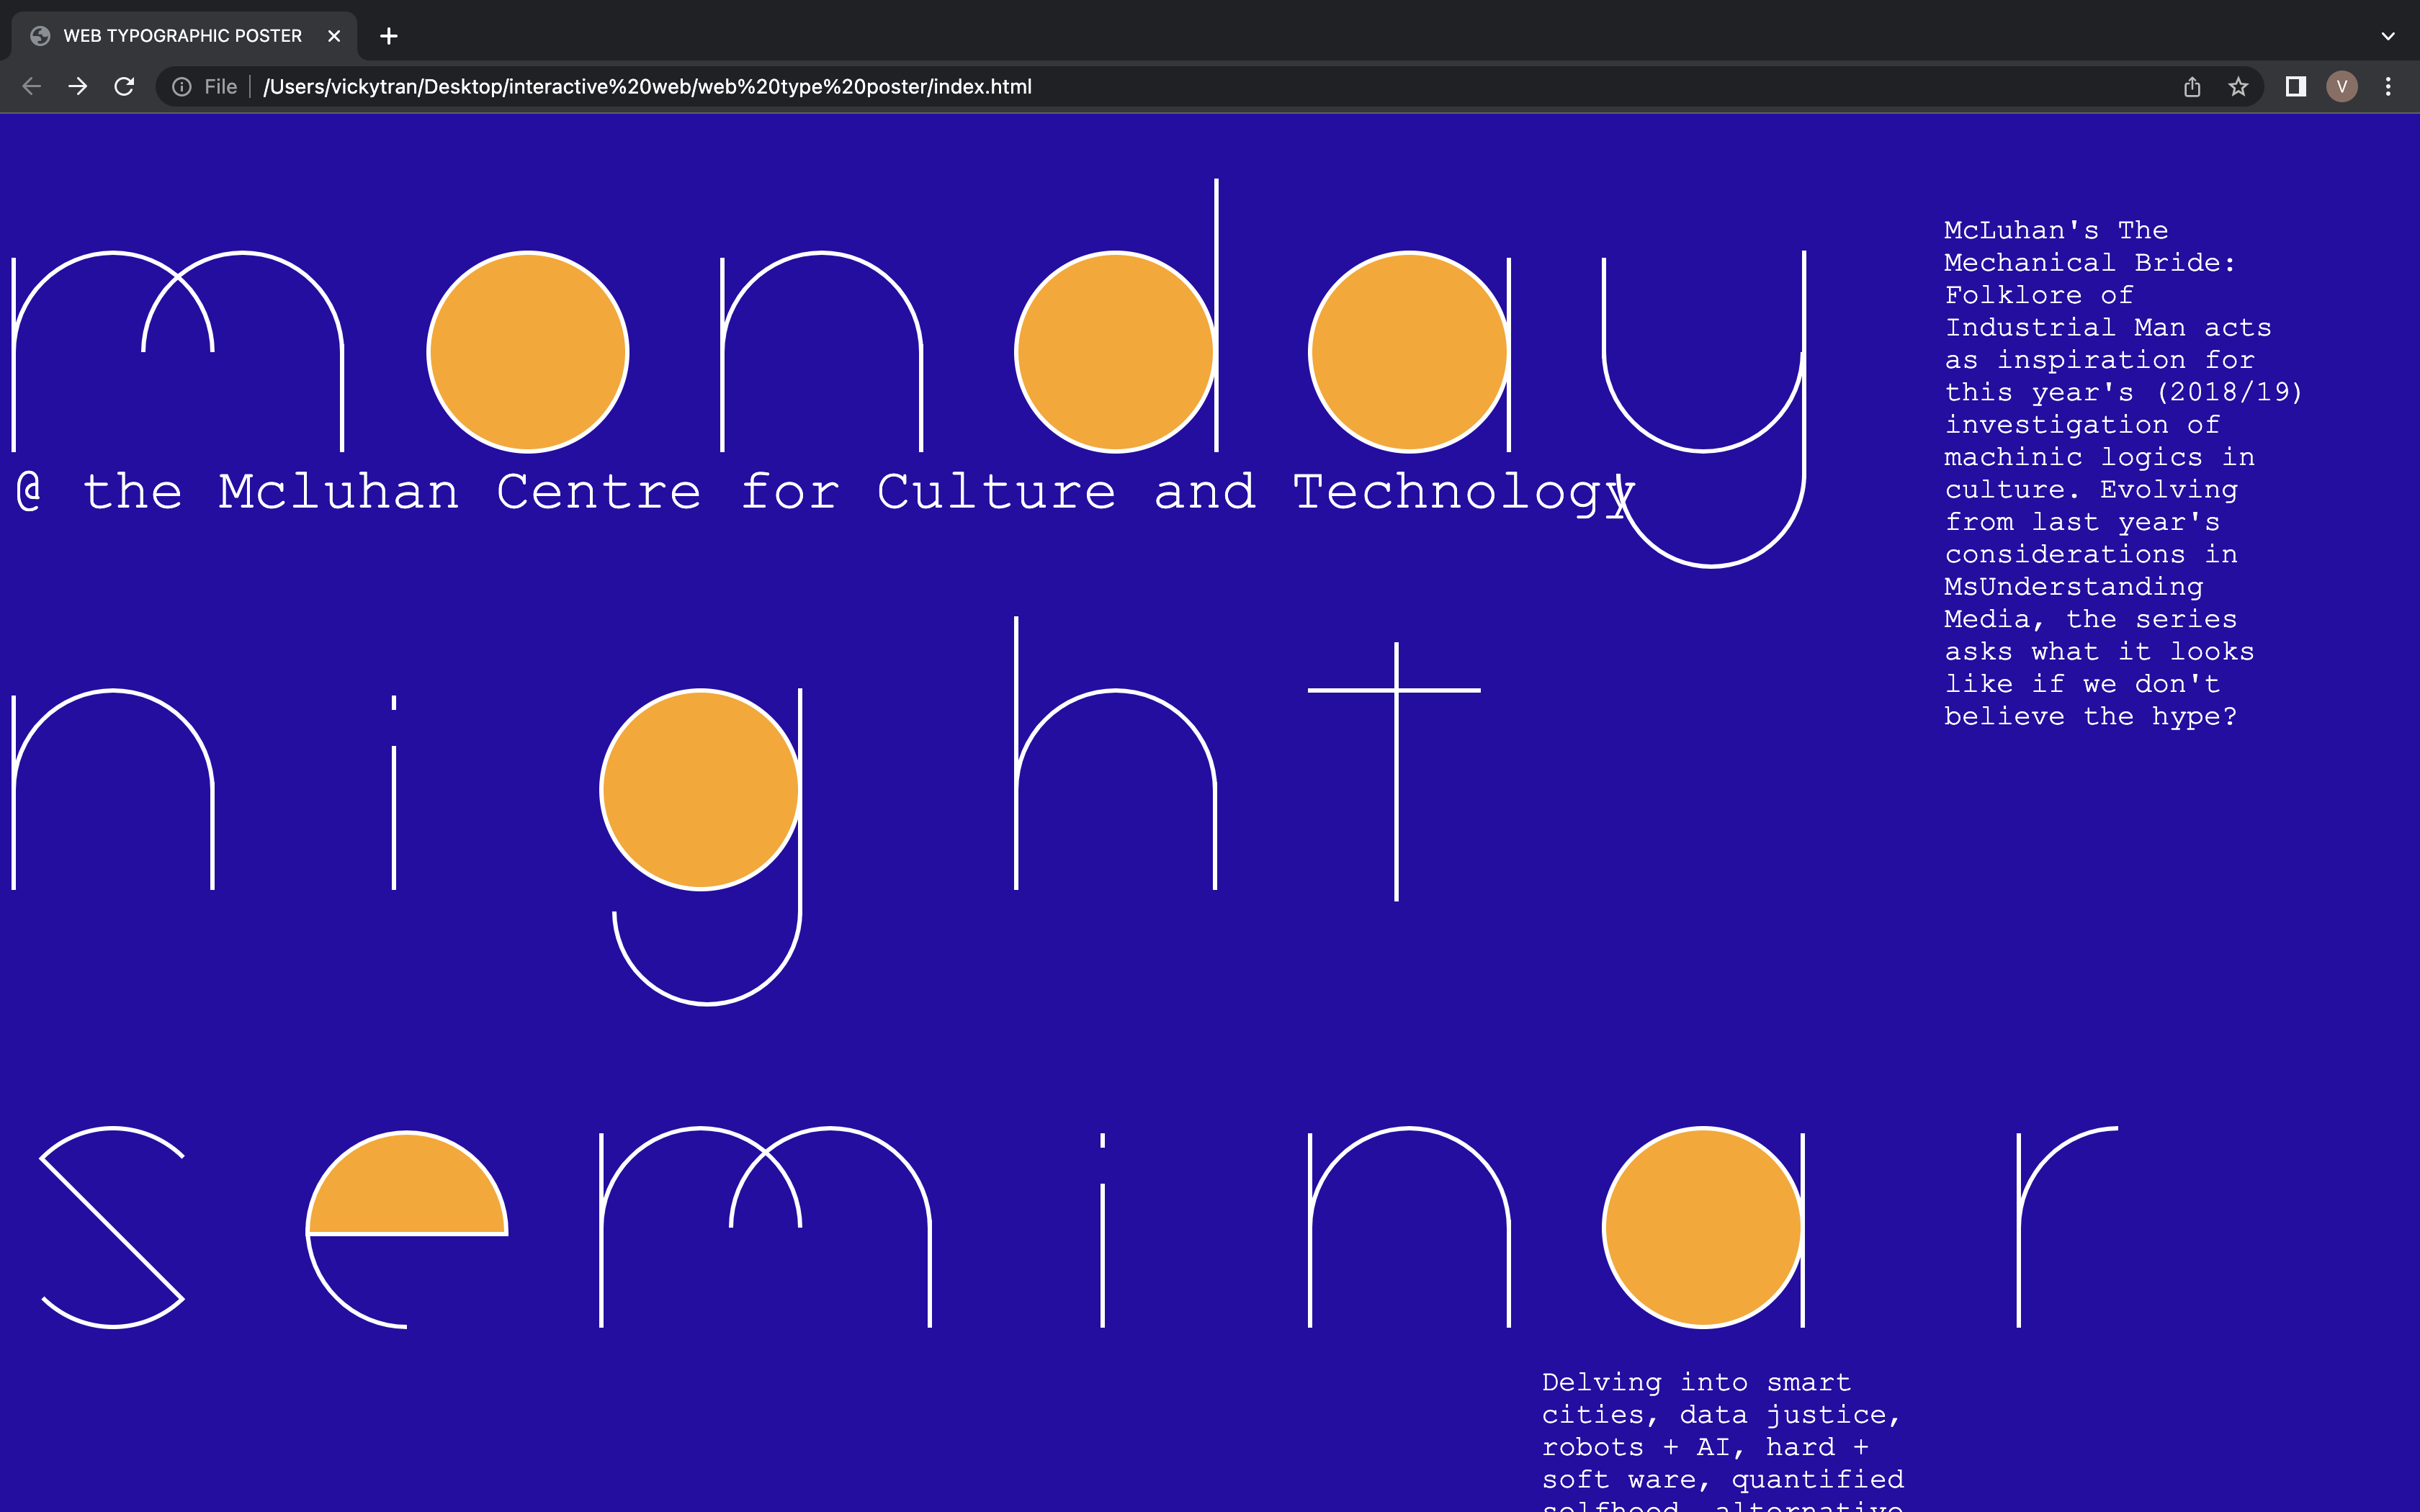 WEB TYPOGRAPHIC POSTER
File /Users/vickytran/Desktop/interactive%20web/web%20type%20poster/index.html
V
monday
@ the Mcluhan Centre for Culture and Technology
McLuhan's The
Mechanical Bride:
Folklore of
Industrial Man acts
as inspiration for
this year's (2018/19)
investigation of
machinic logics in
culture. Evolving
from last year's
considerations in
MsUnderstanding
Media, the series
asks what it looks
like if we don't
believe the hype?
night
seminar
Delving into smart
cities, data justice,
robots + AI, hard +
soft ware, quantified
selfhood, alternative